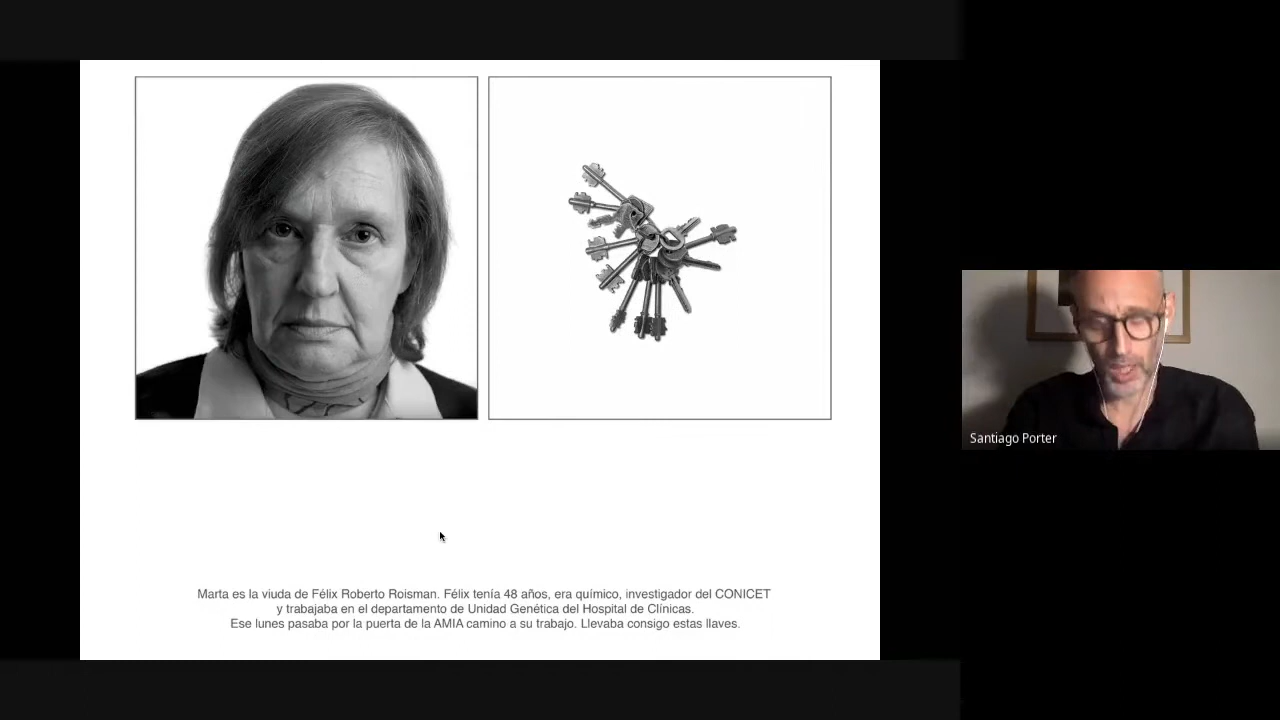 Marta es la viuda de Félix Roberto Roisman. Félix tenía 48 años, era químico, investigador del CONICET
y trabajaba en el departamento de Unidad Genética del Hospital de Clínicas.
Ese lunes pasaba por la puerta de la AMIA camino a su trabajo. Llevaba consigo estas llaves.
Santiago Porter